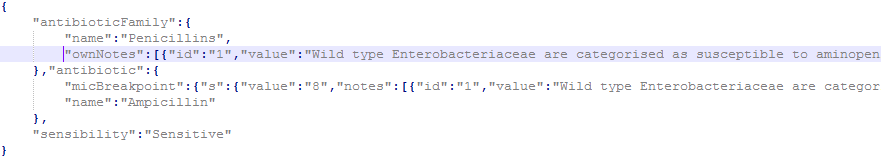 {
"antibioticFamily":{
"name":"Penicillins",
"ownNotes":[{"id":"1","value":"Wild type Enterobacteriaceae are categorised as susceptible to aminopen
},"antibiotic":{
"micBreakpoint":{"s":{"value":"8","notes":[{"id":"1","value":"Wild type Enterobacteriaceae are categor
"name":"Ampicillin"
},
"sensibility":"Sensitive"
}